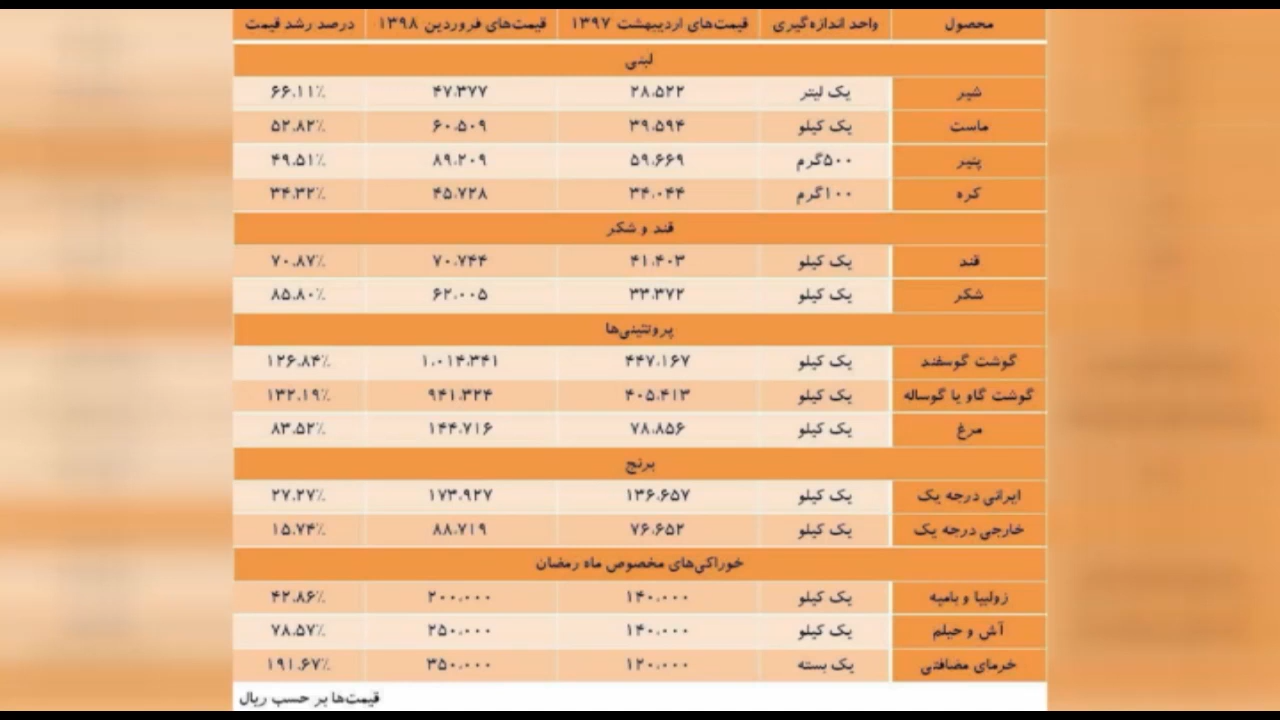 محصول واحد اندازه‌گیری قیمت‌های اردیبهشت ۱۳۹۷ قیمت‌های فروردین ۱۳۹۸ درصد رشد قیمت
لبنی
شیر یک لیتر ۲۸،۵۲۲ ۴۷،۳۷۷ ۶۶،۱۱٪
ماست یک کیلو ۳۹،۵۹۴ ۶۰،۵۰۹ ۵۲،۸۲٪
پنیر ۵۰۰گرم ۵۹،۶۶۹ ۸۹،۲۰۹ ۴۹،۵۱٪
کره ۱۰۰گرم ۳۴،۰۴۴ ۴۵،۷۲۸ ۳۴،۳۲٪
قند و شکر
قند یک کیلو ۴۱،۴۰۳ ۷۰،۷۴۴ ۷۰،۸۷٪
شکر یک کیلو ۳۳،۳۷۲ ۶۲،۰۰۵ ۸۵،۸۰٪
پروتئینی‌ها
گوشت گوسفند یک کیلو ۴۴۷،۱۶۷ ۱،۰۱۴،۳۴۱ ۱۲۶،۸۴٪
گوشت گاو یا گوساله یک کیلو ۴۰۵،۴۱۳ ۹۴۱،۳۲۴ ۱۳۲،۱۹٪
مرغ یک کیلو ۷۸،۸۵۶ ۱۴۴،۷۱۶ ۸۳،۵۲٪
برنج
ایرانی درجه یک یک کیلو ۱۳۶،۶۵۷ ۱۷۳،۹۲۷ ۲۷،۲۷٪
خارجی درجه یک یک کیلو ۷۶،۶۵۲ ۸۸،۷۱۹ ۱۵،۷۴٪
خوراکی‌های مخصوص ماه رمضان
زولبیا و بامیه یک کیلو ۱۴۰،۰۰۰ ۲۰۰،۰۰۰ ۴۲،۸۶٪
آش و حیلم یک کیلو ۱۴۰،۰۰۰ ۲۵۰،۰۰۰ ۷۸،۵۷٪
خرمای مضافتی یک بسته ۱۲۰،۰۰۰ ۳۵۰،۰۰۰ ۱۹۱،۶۷٪
قیمت‌ها بر حسب ریال